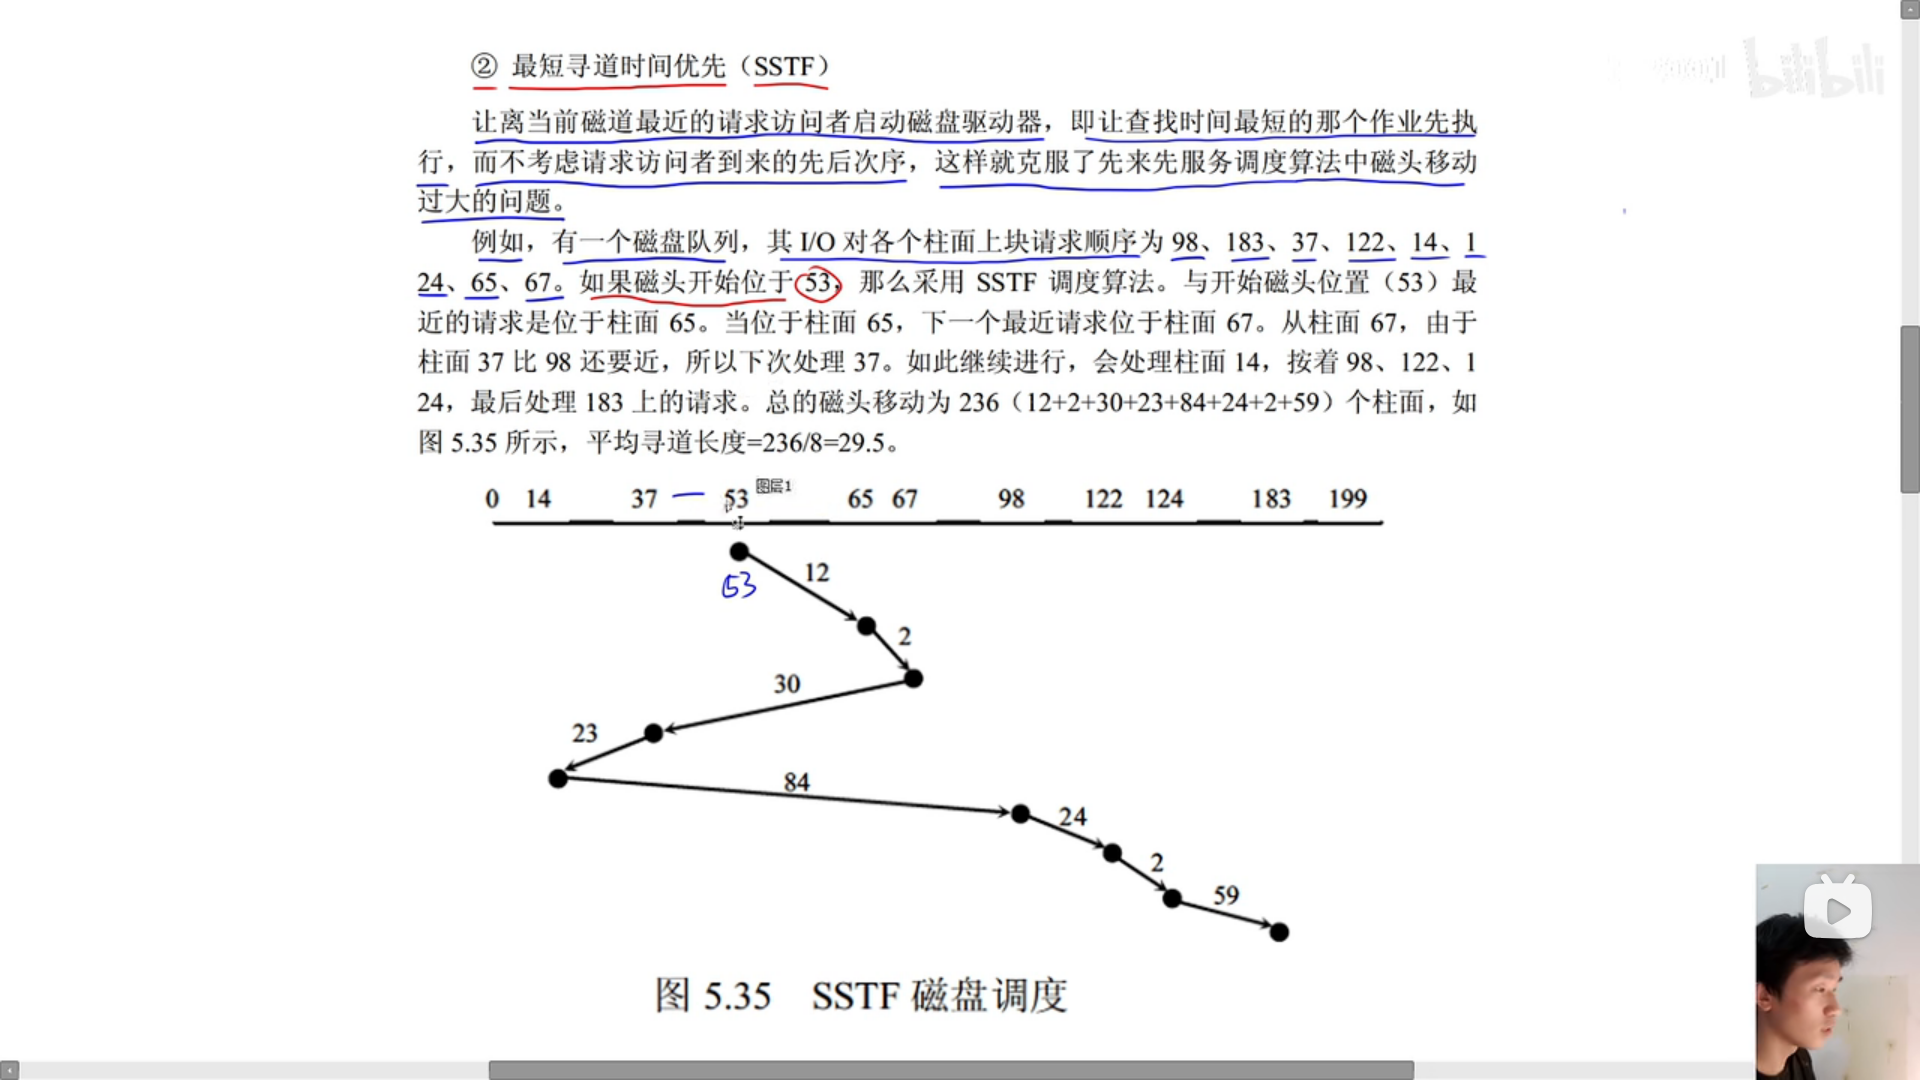 ② 最短寻道时间优先（SSTF）
让离当前磁道最近的请求访问者启动磁盘驱动器，即让查找时间最短的那个作业先执
行，而不考虑请求访问者到来的先后次序，这样就克服了先来先服务调度算法中磁头移动
过大的问题。
例如，有一个磁盘队列，其 I/O 对各个柱面上块请求顺序为 98、183、37、122、14、1
24、65、67。如果磁头开始位于 53，那么采用 SSTF 调度算法。与开始磁头位置（53）最
近的请求是位于柱面 65。当位于柱面 65，下一个最近请求位于柱面 67。从柱面 67，由于
柱面 37 比 98 还要近，所以下次处理 37。如此继续进行，会处理柱面 14，按着 98、122、1
24，最后处理 183 上的请求。总的磁头移动为 236（12+2+30+23+84+24+2+59）个柱面，如
图 5.35 所示，平均寻道长度=236/8=29.5。
图层1
0 14 37 53 65 67 98 122 124 183 199
12
53
2
30
23
84
24
2
59
图 5.35 SSTF 磁盘调度
bilibili